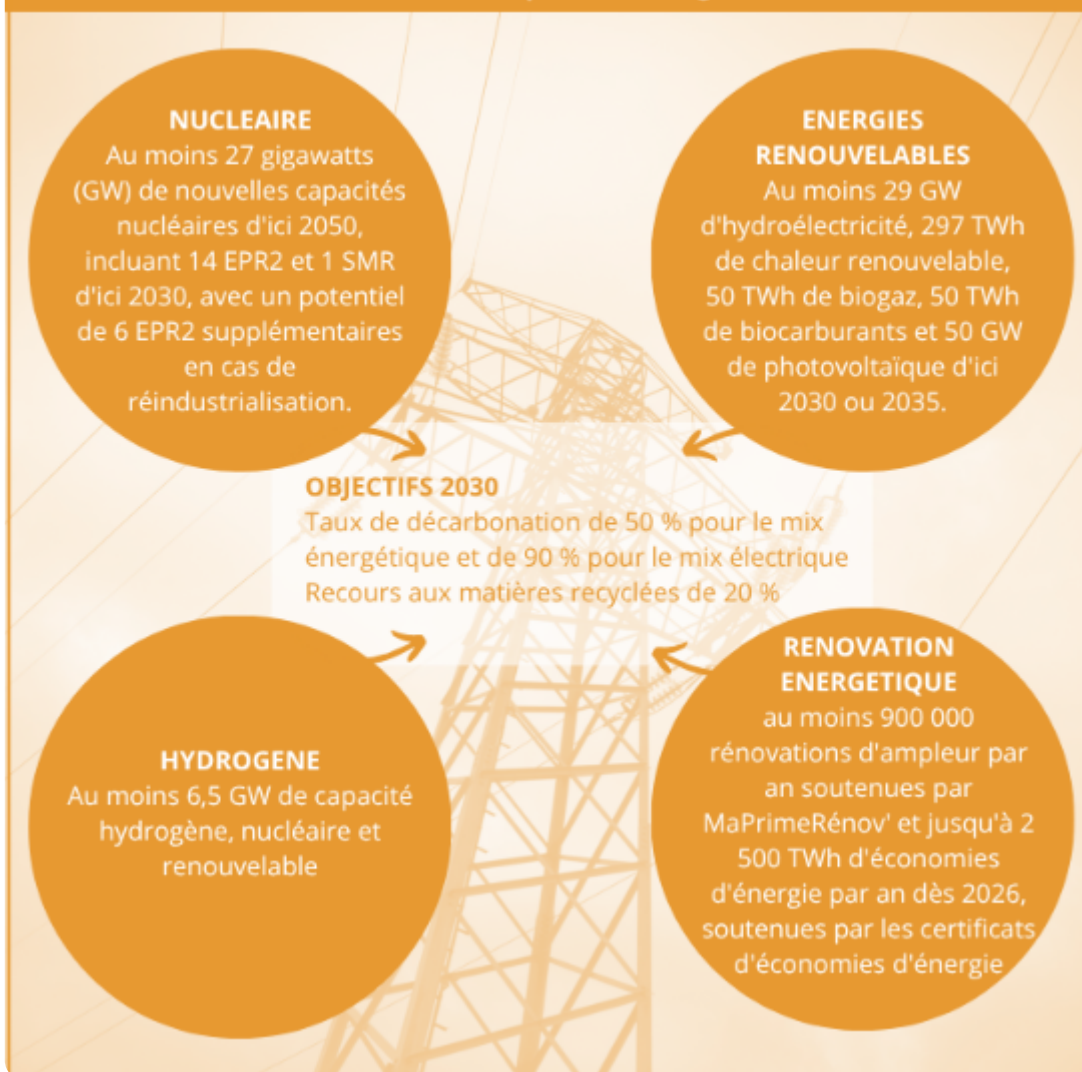 NUCLEAIRE
Au moins 27 gigawatts
(GW) de nouvelles capacités
nucléaires d'ici 2050,
incluant 14 EPR2 et 1 SMR
d'ici 2030, avec un potentiel
de 6 EPR2 supplémentaires
en cas de
réindustrialisation.
ENERGIES
RENOUVELABLES
Au moins 29 GW
d'hydroélectricité, 297 TWh
de chaleur renouvelable,
50 TWh de biogaz, 50 TWh
de biocarburants et 50 GW
de photovoltaïque d'ici
2030 ou 2035.
OBJECTIFS 2030
Taux de décarbonation de 50 % pour le mix
énergétique et de 90 % pour le mix électrique
Recours aux matières recyclées de 20 %
HYDROGENE
Au moins 6,5 GW de capacité
hydrogène, nucléaire et
renouvelable
RENOVATION
ENERGETIQUE
au moins 900 000
rénovations d'ampleur par
an soutenues par
MaPrimeRénov' et jusqu'à 2
500 TWh d'économies
d'énergie par an dès 2026,
soutenues par les certificats
d'économies d'énergie